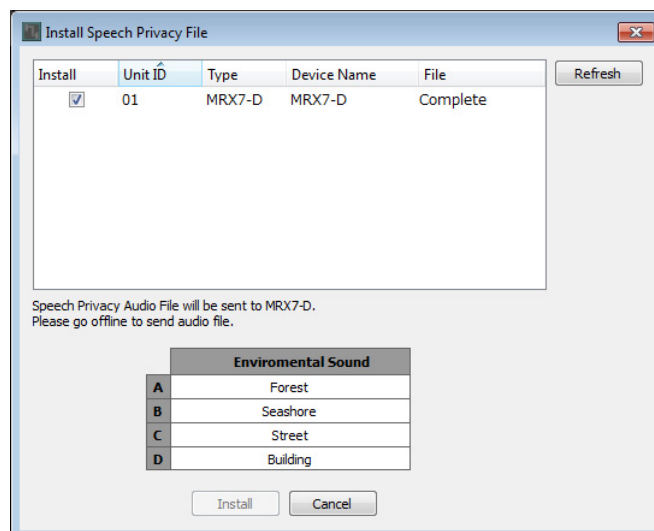 Install Speech Privacy File
Install Unit ID Type Device Name File
Refresh
01 MRX7-D MRX7-D Complete
Speech Privacy Audio File will be sent to MRX7-D.
Please go offline to send audio file.
Enviromental Sound
A Forest
B Seashore
C Street
D Building
Install Cancel